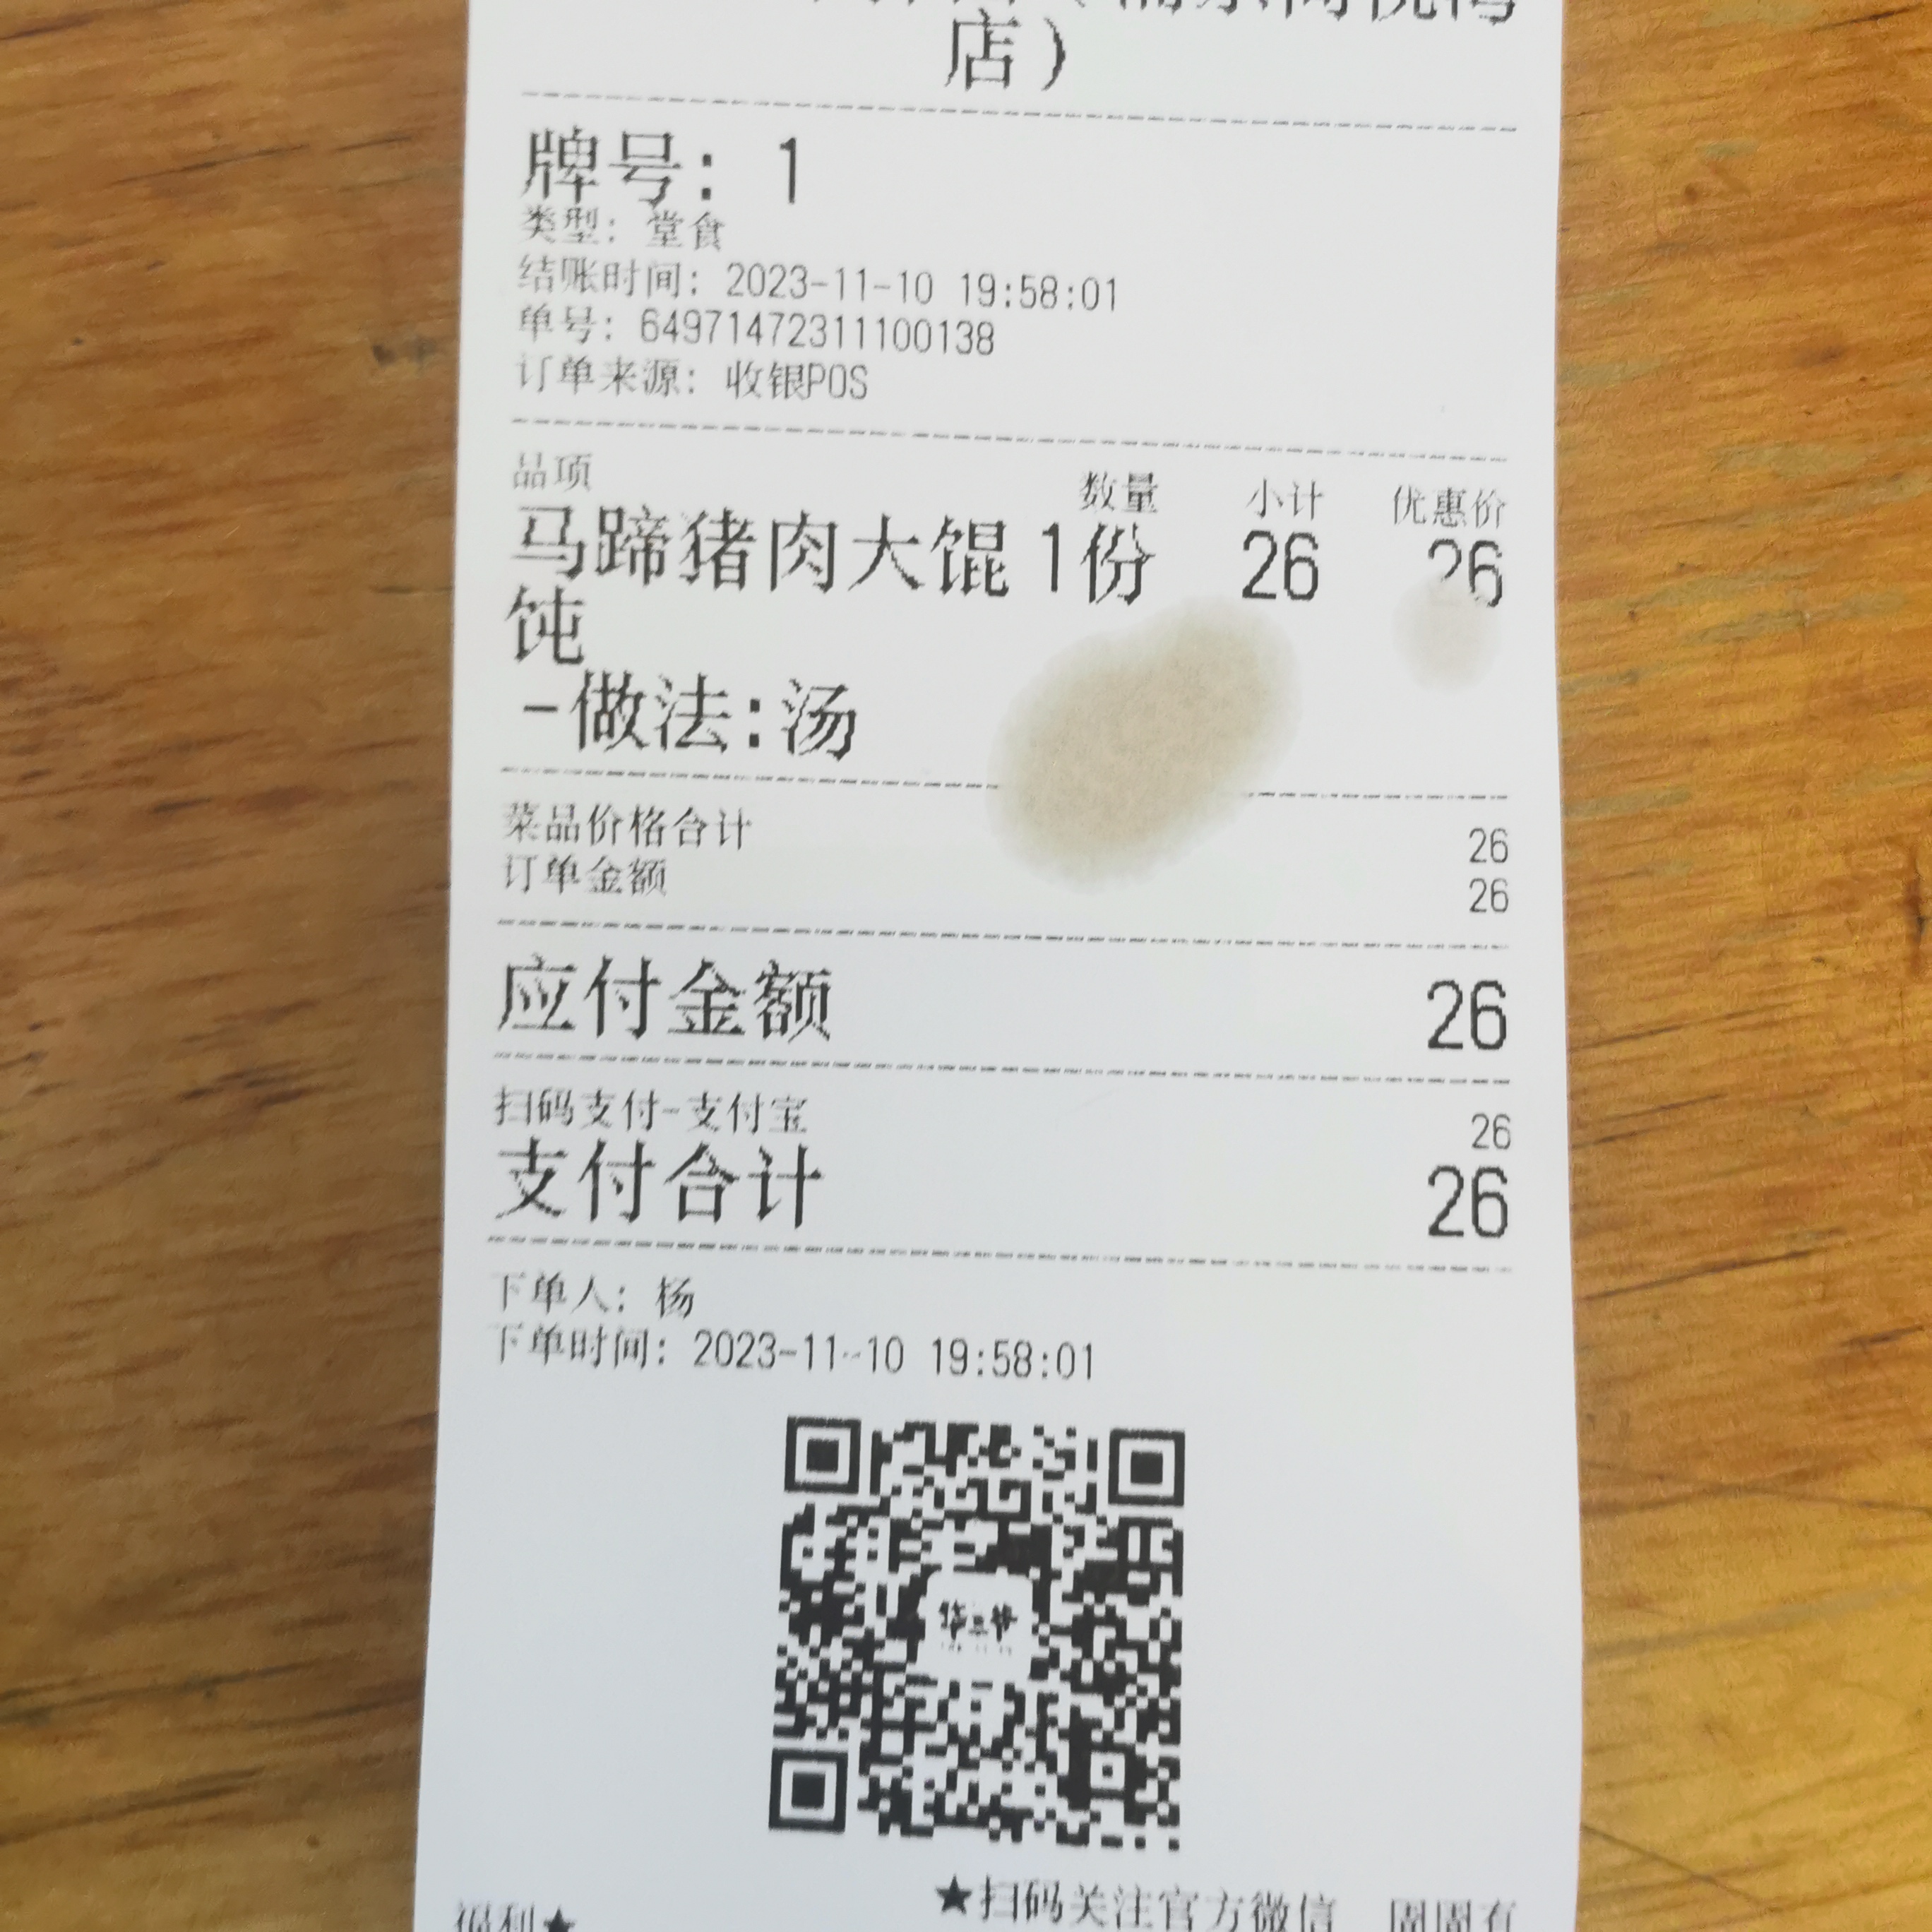 店）
牌号：1
类型：堂食
结账时间：2023-11-10 19:58:01
单号：64971472311100138
订单来源：收银POS
品项 数量 小计 优惠价
马蹄猪肉大馄 1份 26 26
饨
-做法:汤
菜品价格合计 26
订单金额 26
应付金额 26
扫码支付-支付宝 26
支付合计 26
下单人：杨
下单时间：2023-11-10 19:58:01
★扫码关注官方微信 周周有
福利★